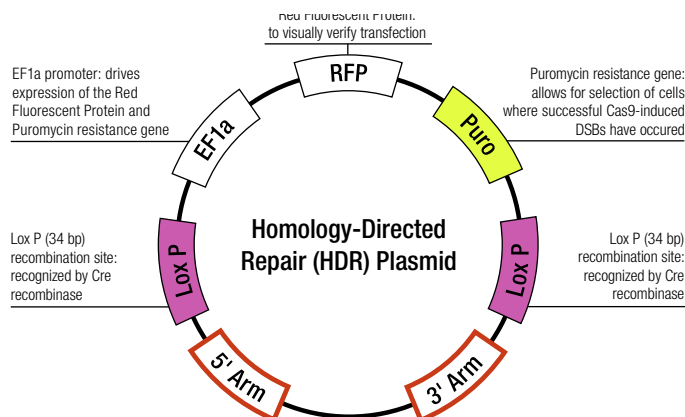 Red Fluorescent Protein:
to visually verify transfection
RFP
EF1a promoter: drives
expression of the Red
Fluorescent Protein and
Puromycin resistance gene
Puromycin resistance gene:
allows for selection of cells
where successful Cas9-induced
DSBs have occured
EF1a
Puro
Homology-Directed
Repair (HDR) Plasmid
Lox P (34 bp)
recombination site:
recognized by Cre
recombinase
Lox P
Lox P
Lox P (34 bp)
recombination site:
recognized by Cre
recombinase
5' Arm
3' Arm